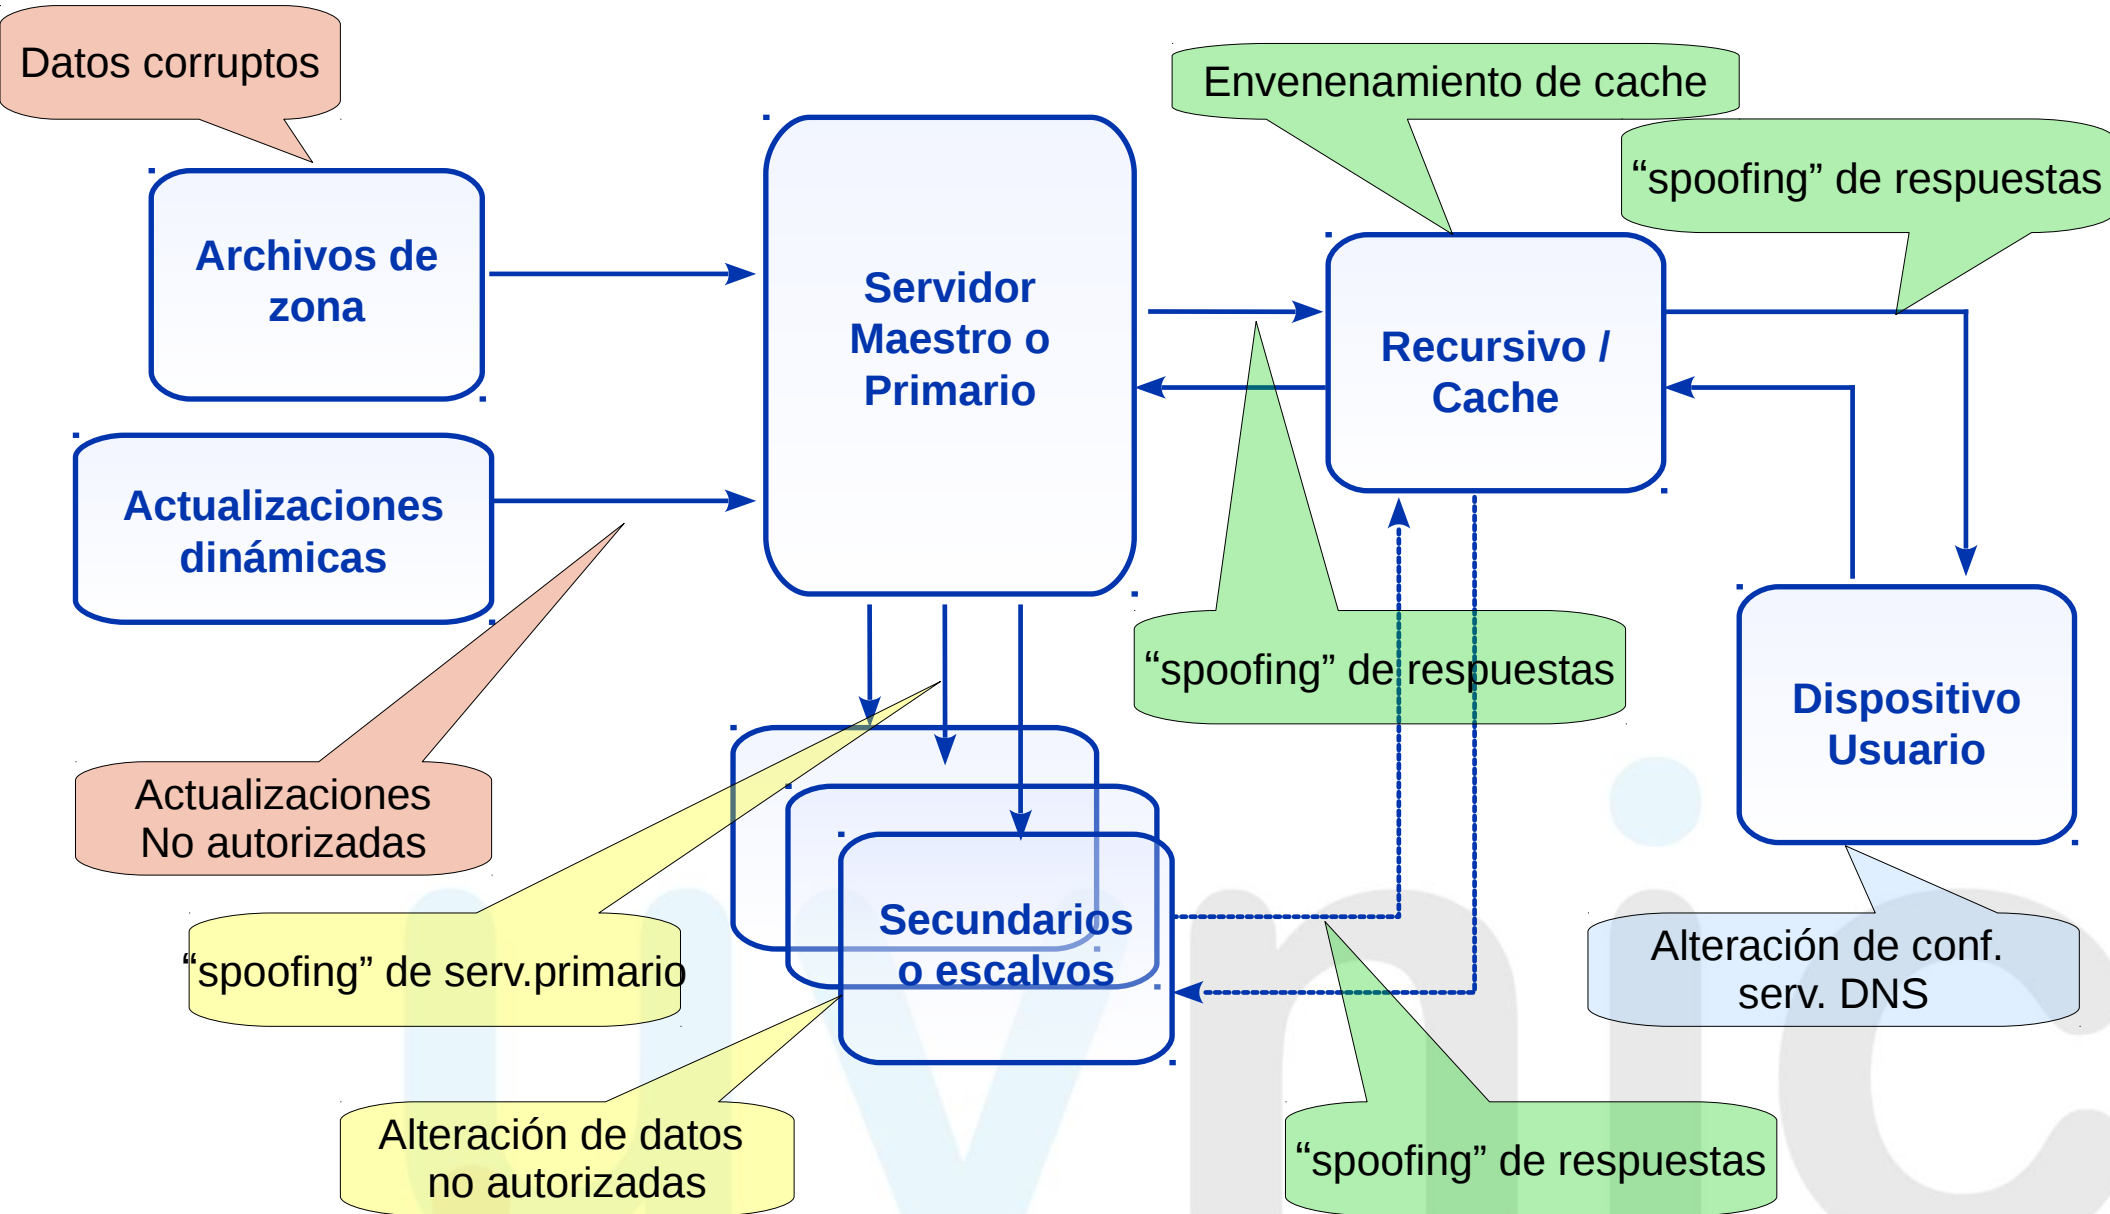 Datos corruptos
Envenenamiento de cache
“spoofing” de respuestas
Archivos de
zona
Servidor
Maestro o
Primario
Recursivo /
Cache
Actualizaciones
dinámicas
“spoofing” de respuestas
Dispositivo
Usuario
Actualizaciones
No autorizadas
Secundarios
o escalvos
“spoofing” de serv.primario
Alteración de conf.
serv. DNS
Alteración de datos
no autorizadas
“spoofing” de respuestas
uvnic